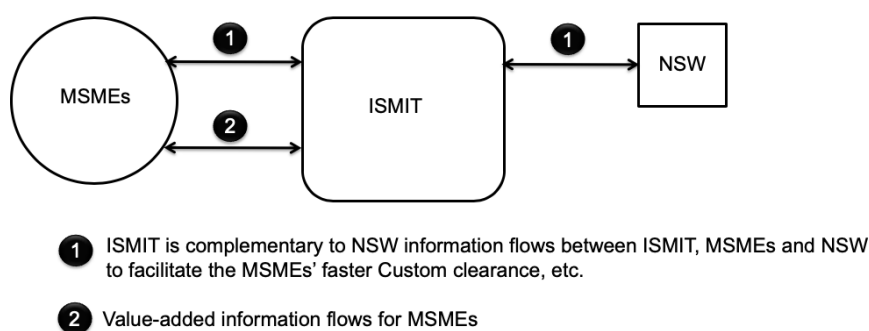 1
1
MSMEs
NSW
ISMIT
2
1 ISMIT is complementary to NSW information flows between ISMIT, MSMEs and NSW
to facilitate the MSMEs' faster Custom clearance, etc.
2 Value-added information flows for MSMEs